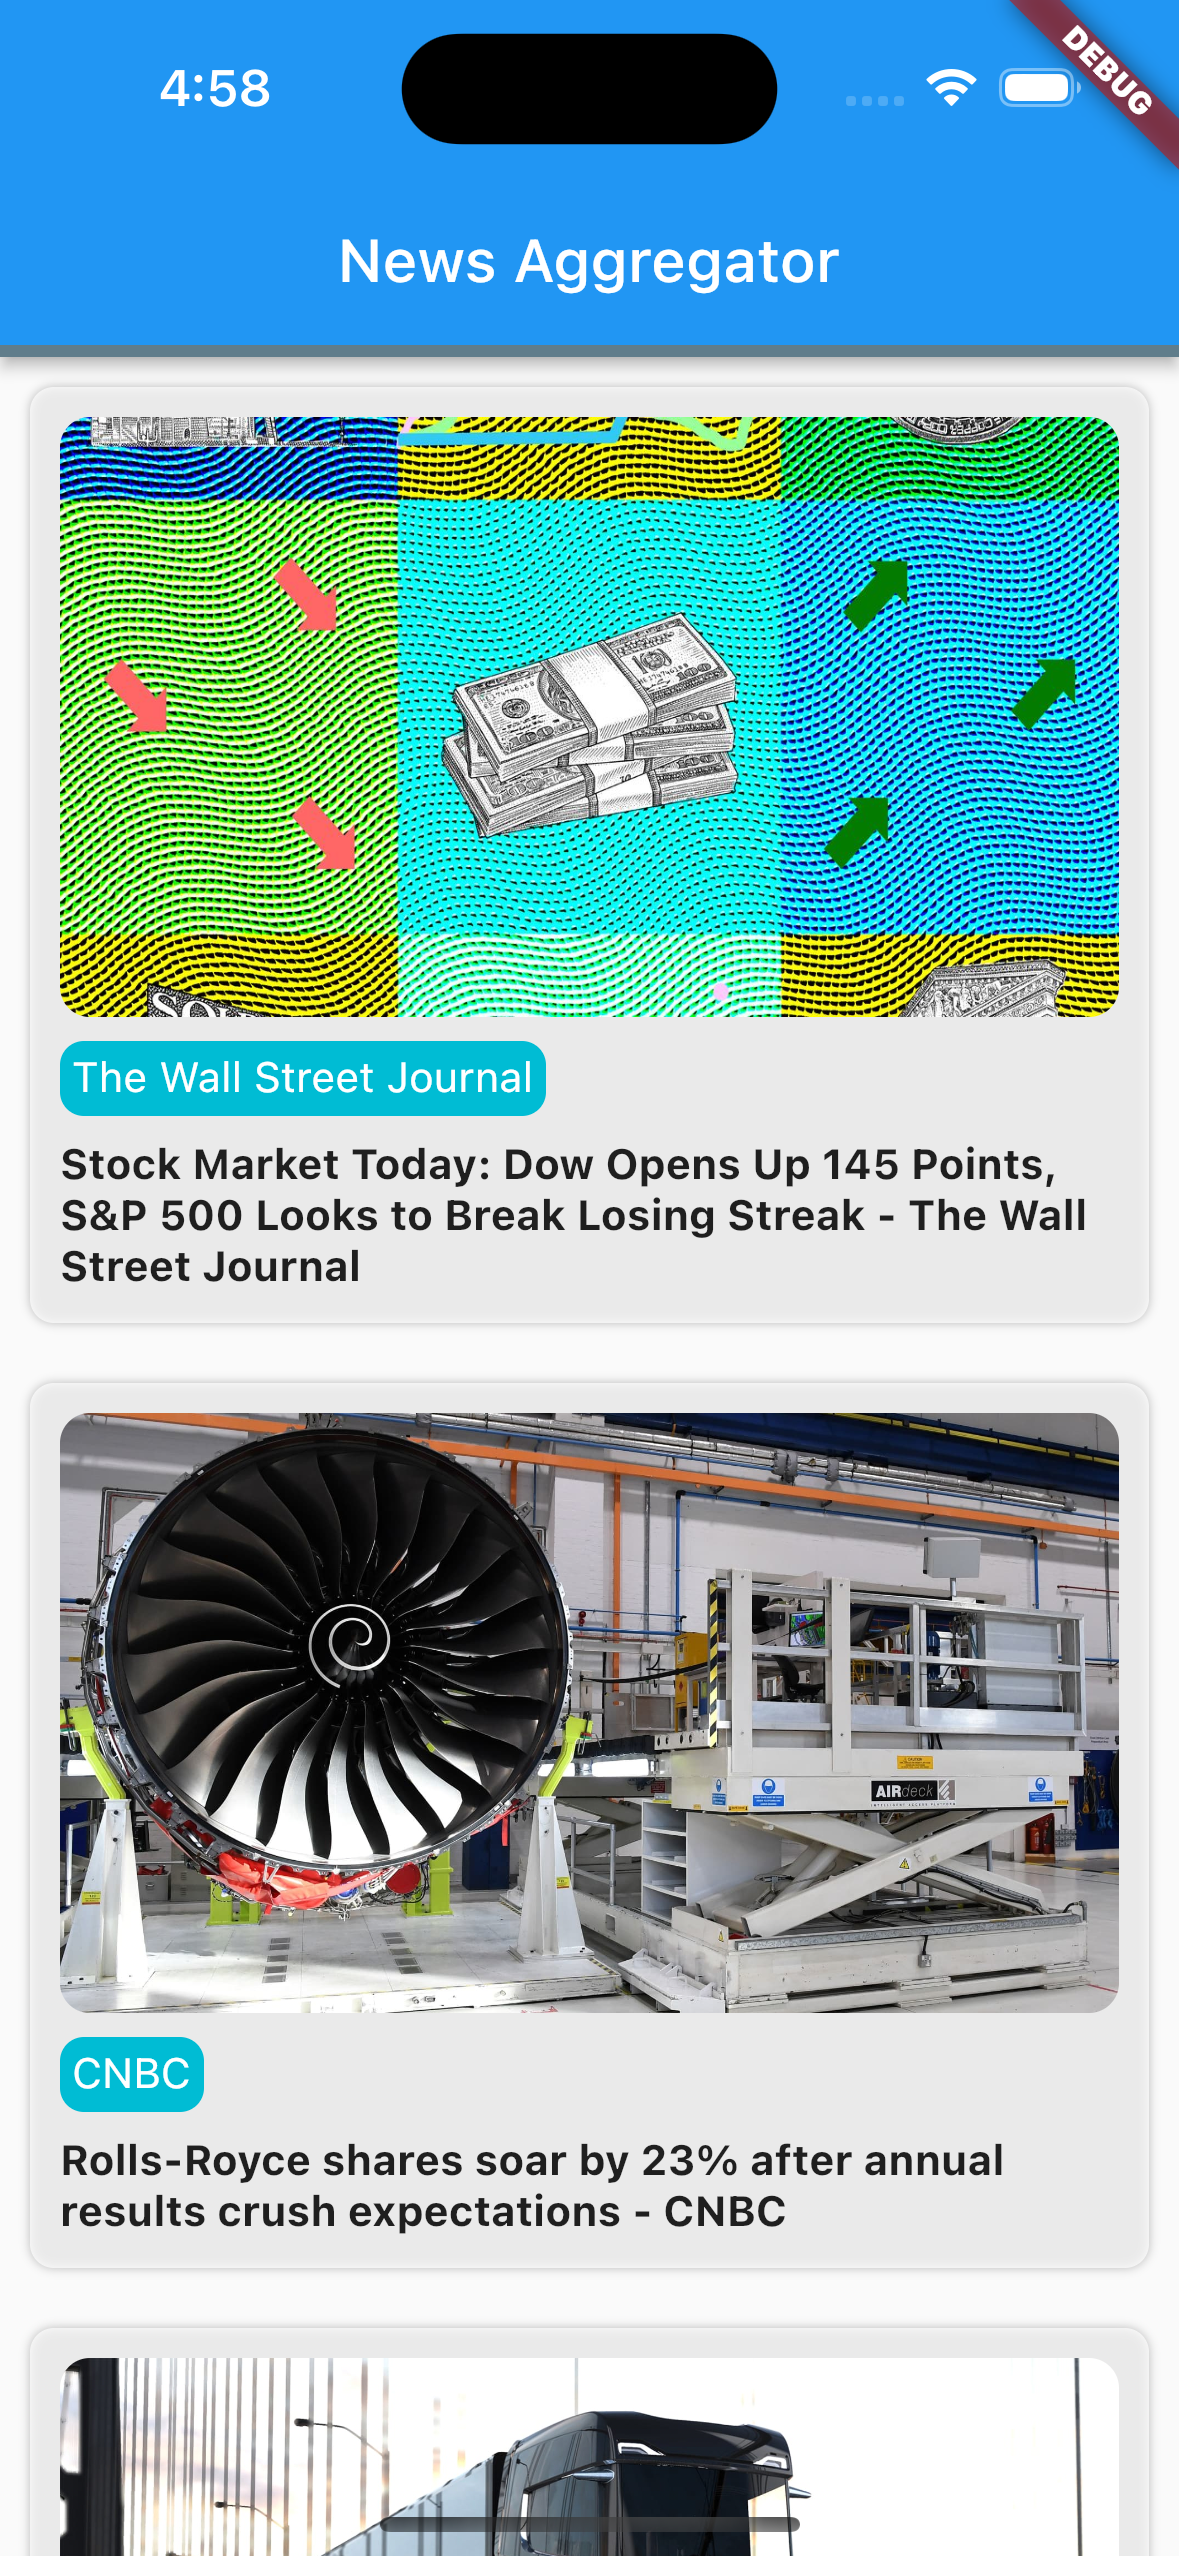 4:58
DEBUG
News Aggregator
The Wall Street Journal
Stock Market Today: Dow Opens Up 145 Points,
S&P 500 Looks to Break Losing Streak - The Wall
Street Journal
AIRdeck
CNBC
Rolls-Royce shares soar by 23% after annual
results crush expectations - CNBC